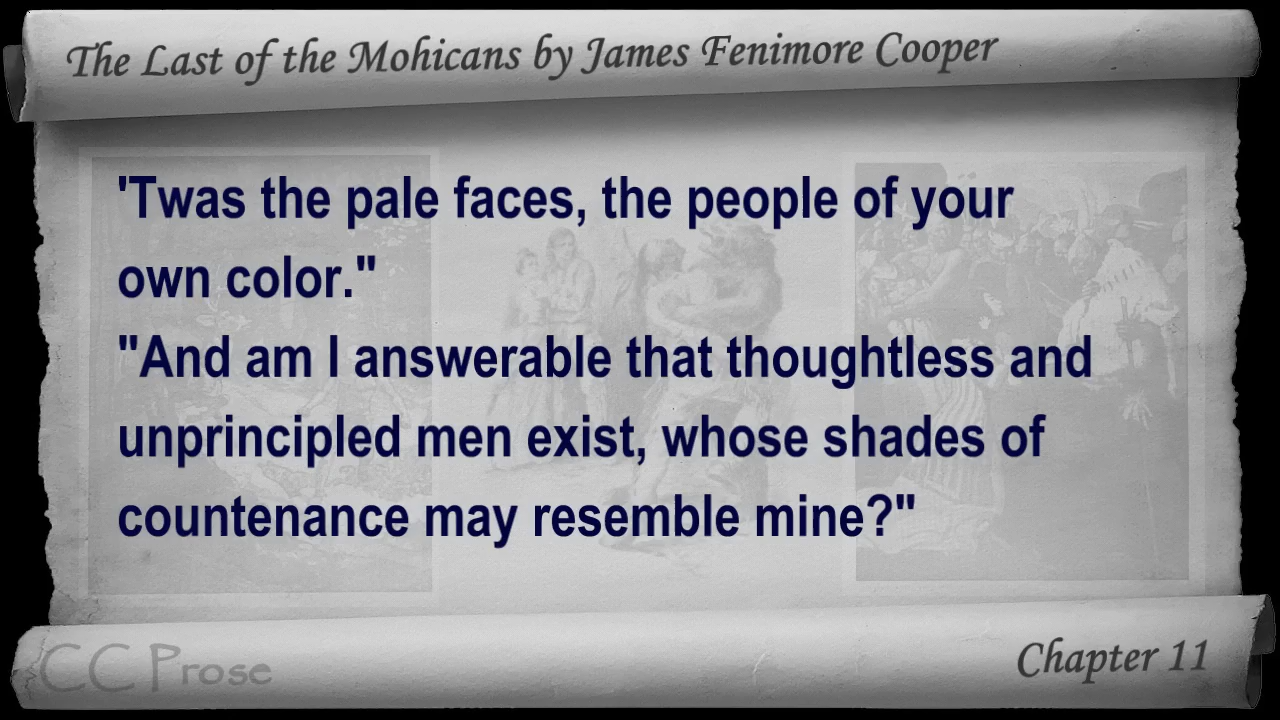 The Last of the Mohicans by James Fenimore Cooper
'Twas the pale faces, the people of your
own color."
"And am I answerable that thoughtless and
unprincipled men exist, whose shades of
countenance may resemble mine?"
CC Prose
Chapter 11